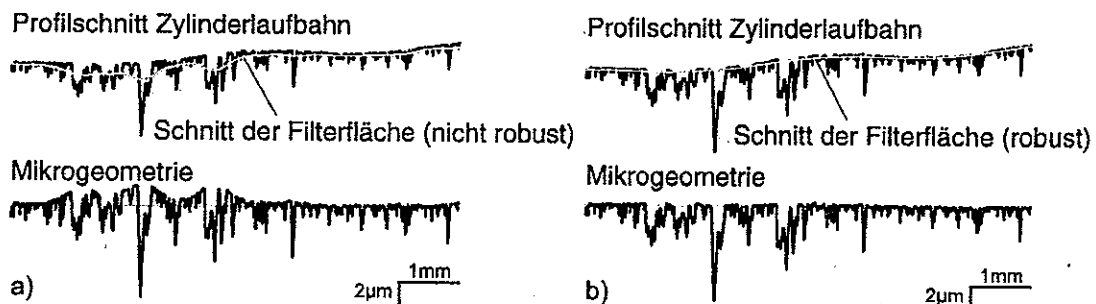 Profilschnitt Zylinderlaufbahn
Schnitt der Filterfläche (nicht robust)
Mikrogeometrie
1mm
2µm
a)
Profilschnitt Zylinderlaufbahn
Schnitt der Filterfläche (robust)
Mikrogeometrie
1mm
2µm
b)